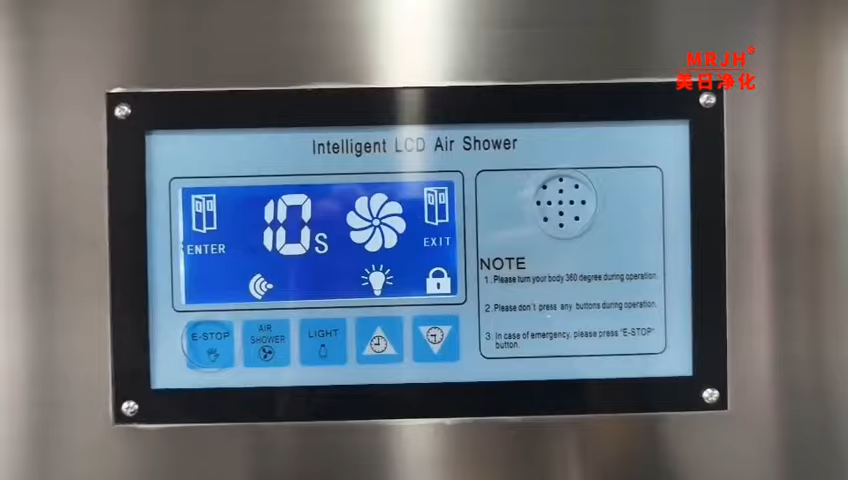 MRJH®
美日净化
Intelligent LCD Air Shower
ENTER
10S
EXIT
E-STOP
AIR
SHOWER
LIGHT
NOTE
1. Please turn your body 360 degree during operation.
2. Please don't press any buttons during operation.
3. In case of emergency, please press "E-STOP"
button.